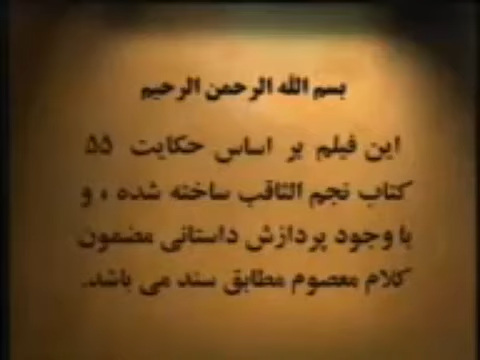 بسم الله الرحمن الرحیم
این فیلم بر اساس حکایت ۵۵
کتاب نجم الثاقب ساخته شده ، و
با وجود پردازش داستانی مضمون
کلام معصوم مطابق سند می باشد.